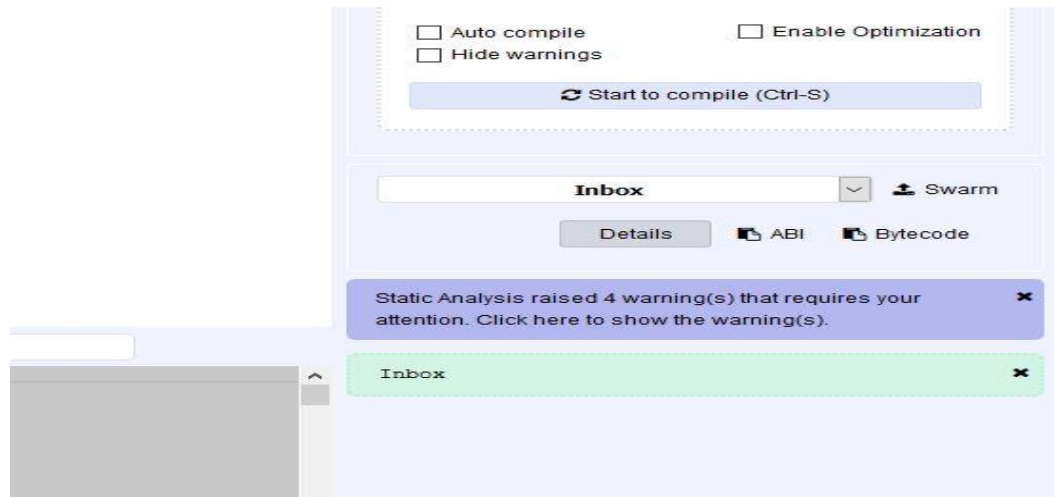 Auto compile
Enable Optimization
Hide warnings
Start to compile (Ctrl-S)
Inbox
Swarm
Details
ABI
Bytecode
Static Analysis raised 4 warning(s) that requires your
attention. Click here to show the warning(s).
Inbox